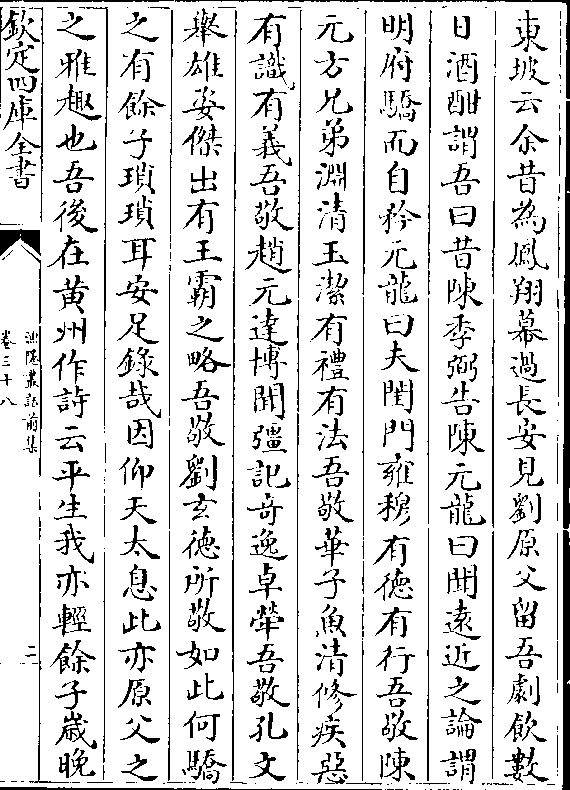 東坡云余昔為鳳翔幕過長安見劉原父留吾劇飲數
日酒酣謂吾曰昔陳季弼告陳元龍曰聞遠近之論謂
明府驕而自矜元龍曰夫閨門雍穆有德有行吾敬陳
元方兄弟淵清玉潔有禮有法吾敬華子魚清修疾惡
有識有義吾敬趙元達博聞彊記奇逸卓犖吾敬孔文
舉雄姿傑出有王霸之略吾敬劉玄德所敬如此何驕
之有餘子瑣瑣耳安足錄哉因仰天太息此亦原父之
之雅趣也吾後在黄州作詩云平生我亦輕餘子嵗晚
欽定四庫全書
漁隱叢話前集
卷三十八
二